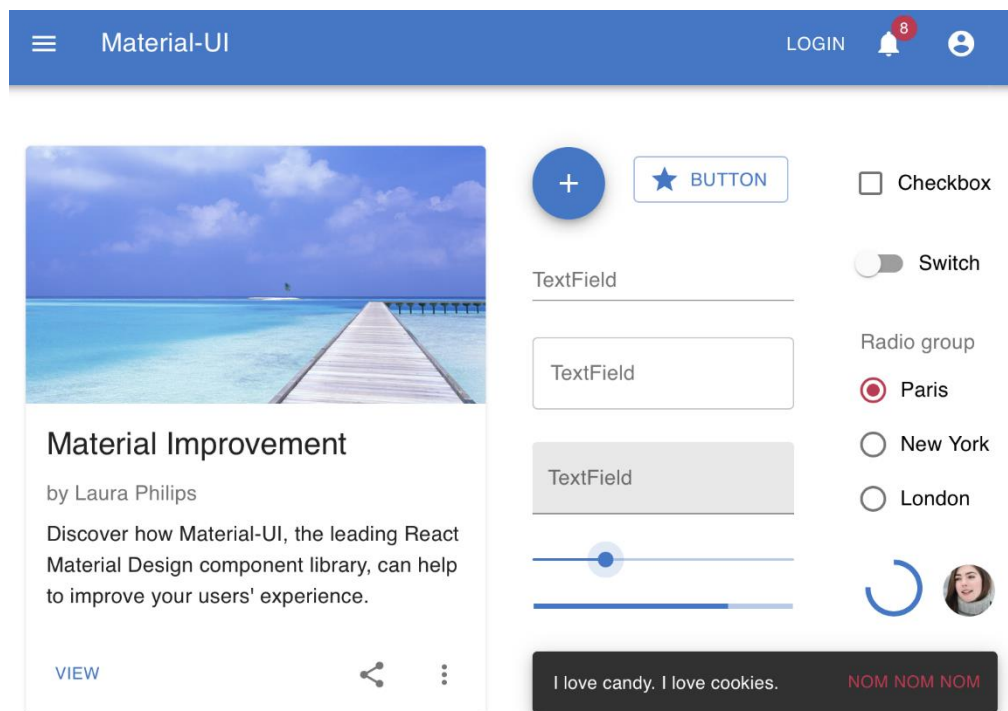 Material-UI
LOGIN
8
Material Improvement
by Laura Philips
Discover how Material-UI, the leading React
Material Design component library, can help
to improve your users' experience.
VIEW
BUTTON
TextField
TextField
TextField
Checkbox
Switch
Radio group
Paris
New York
London
I love candy. I love cookies.
NOM NOM NOM